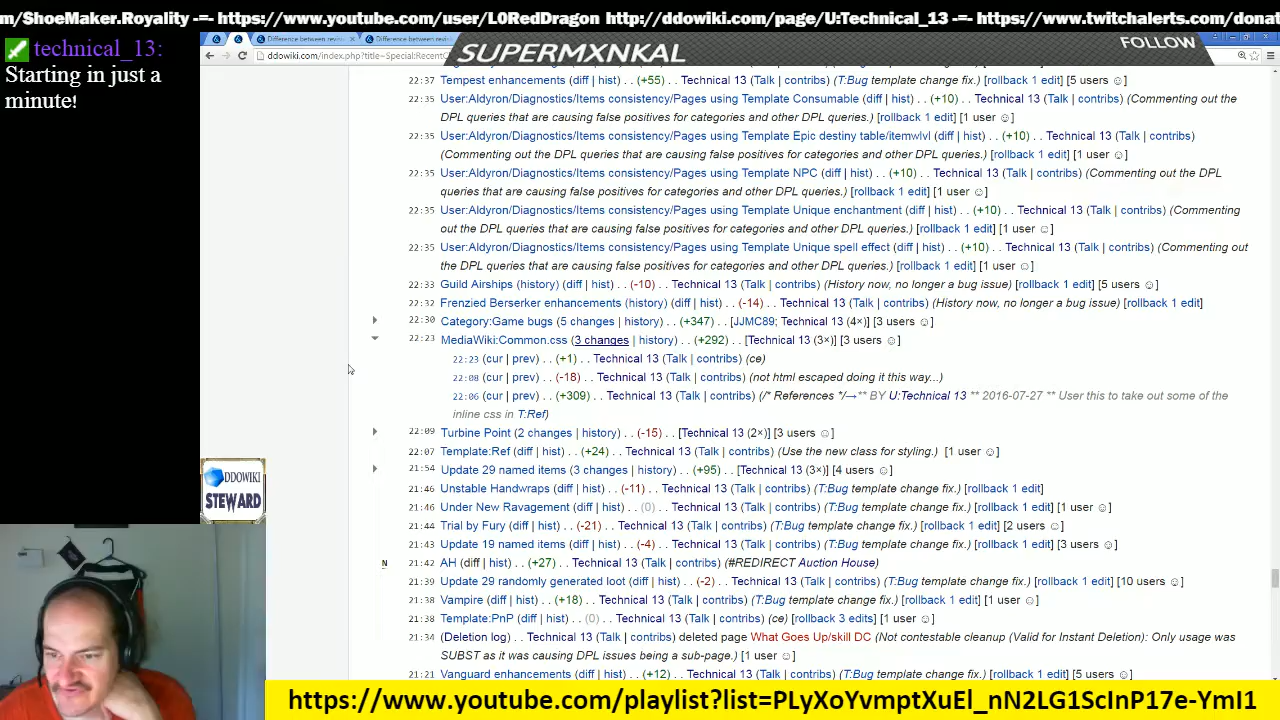 m/ShoeMaker.Royality -=- https://www.youtube.com/user/L0RedDragon http://ddowiki.com/page/U:Technical_13 -=- https://www.twitchalerts.com/donat
technical_13:
Starting in just a
minute!
Difference between revis
Difference between revis
SUPERMXNKAL
FOLLOW
ddowiki.com/index.php?title=Special:RecentC
22:37 Tempest enhancements (diff | hist) . . (+55) . . Technical 13 (Talk | contribs) (T:Bug template change fix.) [rollback 1 edit] [5 users ☺]
22:35 User:Aldyron/Diagnostics/Items consistency/Pages using Template Consumable (diff | hist) . . (+10) . . Technical 13 (Talk | contribs) (Commenting out the
DPL queries that are causing false positives for categories and other DPL queries.) [rollback 1 edit] [1 user ☺]
22:35 User:Aldyron/Diagnostics/Items consistency/Pages using Template Epic destiny table/itemwlvl (diff | hist) . . (+10) . . Technical 13 (Talk | contribs)
(Commenting out the DPL queries that are causing false positives for categories and other DPL queries.) [rollback 1 edit] [1 user ☺]
22:35 User:Aldyron/Diagnostics/Items consistency/Pages using Template NPC (diff | hist) . . (+10) . . Technical 13 (Talk | contribs) (Commenting out the DPL
queries that are causing false positives for categories and other DPL queries.) [rollback 1 edit] [1 user ☺]
22:35 User:Aldyron/Diagnostics/Items consistency/Pages using Template Unique enchantment (diff | hist) . . (+10) . . Technical 13 (Talk | contribs) (Commenting
out the DPL queries that are causing false positives for categories and other DPL queries.) [rollback 1 edit] [1 user ☺]
22:35 User:Aldyron/Diagnostics/Items consistency/Pages using Template Unique spell effect (diff | hist) . . (+10) . . Technical 13 (Talk | contribs) (Commenting out
the DPL queries that are causing false positives for categories and other DPL queries.) [rollback 1 edit] [1 user ☺]
22:33 Guild Airships (history) (diff | hist) . . (-10) . . Technical 13 (Talk | contribs) (History now, no longer a bug issue) [rollback 1 edit] [5 users ☺]
22:32 Frenzied Berserker enhancements (history) (diff | hist) . . (-14) . . Technical 13 (Talk | contribs) (History now, no longer a bug issue) [rollback 1 edit]
22:30 Category:Game bugs (5 changes | history) . . (+347) . . [JJMC89; Technical 13 (4×)] [3 users ☺]
22:23 MediaWiki:Common.css (3 changes | history) . . (+292) . . [Technical 13 (3×)] [3 users ☺]
22:23 (cur | prev) . . (+1) . . Technical 13 (Talk | contribs) (ce)
22:08 (cur | prev) . . (-18) . . Technical 13 (Talk | contribs) (not html escaped doing it this way...)
22:06 (cur | prev) . . (+309) . . Technical 13 (Talk | contribs) (/* References */→** BY U:Technical 13 ** 2016-07-27 ** User this to take out some of the
inline css in T:Ref)
22:09 Turbine Point (2 changes | history) . . (-15) . . [Technical 13 (2×)] [3 users ☺]
22:07 Template:Ref (diff | hist) . . (+24) . . Technical 13 (Talk | contribs) (Use the new class for styling.) [1 user ☺]
21:54 Update 29 named items (3 changes | history) . . (+95) . . [Technical 13 (3×)] [4 users ☺]
21:46 Unstable Handwraps (diff | hist) . . (-11) . . Technical 13 (Talk | contribs) (T:Bug template change fix.) [rollback 1 edit]
21:46 Under New Ravagement (diff | hist) . . (0) . . Technical 13 (Talk | contribs) (T:Bug template change fix.) [rollback 1 edit] [1 user ☺]
21:44 Trial by Fury (diff | hist) . . (-21) . . Technical 13 (Talk | contribs) (T:Bug template change fix.) [rollback 1 edit] [2 users ☺]
21:43 Update 19 named items (diff | hist) . . (-4) . . Technical 13 (Talk | contribs) (T:Bug template change fix.) [rollback 1 edit] [3 users ☺]
N 21:42 AH (diff | hist) . . (+27) . . Technical 13 (Talk | contribs) (#REDIRECT Auction House)
21:39 Update 29 randomly generated loot (diff | hist) . . (-2) . . Technical 13 (Talk | contribs) (T:Bug template change fix.) [rollback 1 edit] [10 users ☺]
21:38 Vampire (diff | hist) . . (+18) . . Technical 13 (Talk | contribs) (T:Bug template change fix.) [rollback 1 edit] [1 user ☺]
21:38 Template:PnP (diff | hist) . . (0) . . Technical 13 (Talk | contribs) (ce) [rollback 3 edits] [1 user ☺]
21:34 (Deletion log) . . Technical 13 (Talk | contribs) deleted page What Goes Up/skill DC (Not contestable cleanup (Valid for Instant Deletion): Only usage was
SUBST as it was causing DPL issues being a sub-page.) [1 user ☺]
21:21 Vanguard enhancements (diff | hist) . . (+12) . . Technical 13 (Talk | contribs) (T:Bug template change fix.) [rollback 1 edit] [5 users ☺]
DDOWIKI
STEWARD
https://www.youtube.com/playlist?list=PLyXoYvmptXuEl_nN2LG1ScInP17e-YmI1